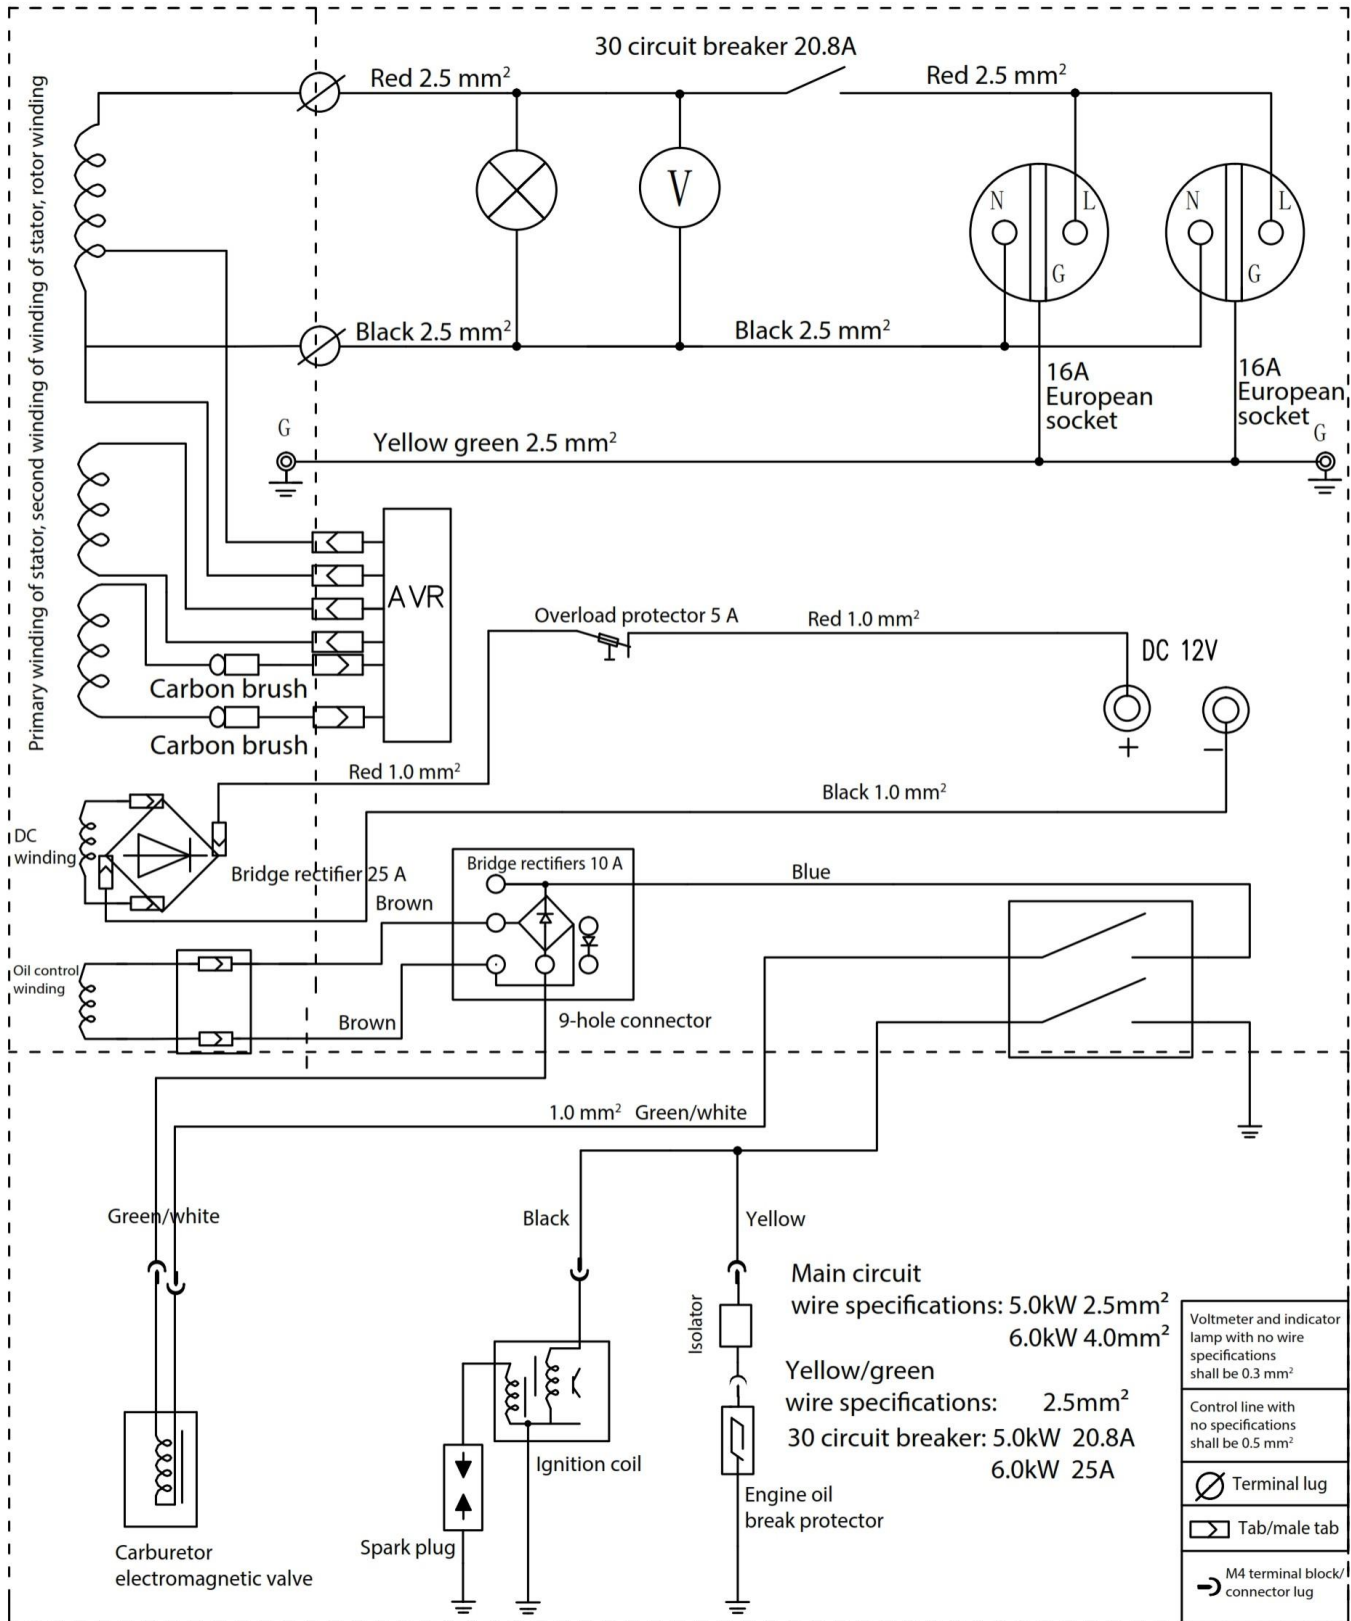 30 circuit breaker 20.8A
Red 2.5 mm²
Red 2.5 mm²
Primary winding of stator, second winding of winding of stator, rotor winding
V
N
L
G
N
L
G
Black 2.5 mm²
Black 2.5 mm²
16A
European
socket
16A
European
socket
G
Yellow green 2.5 mm²
G
AVR
Overload protector 5 A
Red 1.0 mm²
DC 12V
Carbon brush
Carbon brush
+
−
Red 1.0 mm²
Black 1.0 mm²
DC
winding
Bridge rectifier 25 A
Bridge rectifiers 10 A
Blue
Brown
Oil control
winding
Brown
9-hole connector
1.0 mm² Green/white
Green/white
Black
Yellow
Main circuit
wire specifications: 5.0kW 2.5mm²
6.0kW 4.0mm²
Isolator
Yellow/green
wire specifications: 2.5mm²
30 circuit breaker: 5.0kW 20.8A
6.0kW 25A
Ignition coil
Engine oil
break protector
Spark plug
Carburetor
electromagnetic valve
Voltmeter and indicator
lamp with no wire
specifications
shall be 0.3 mm²
Control line with
no specifications
shall be 0.5 mm²
Terminal lug
Tab/male tab
M4 terminal block/
connector lug